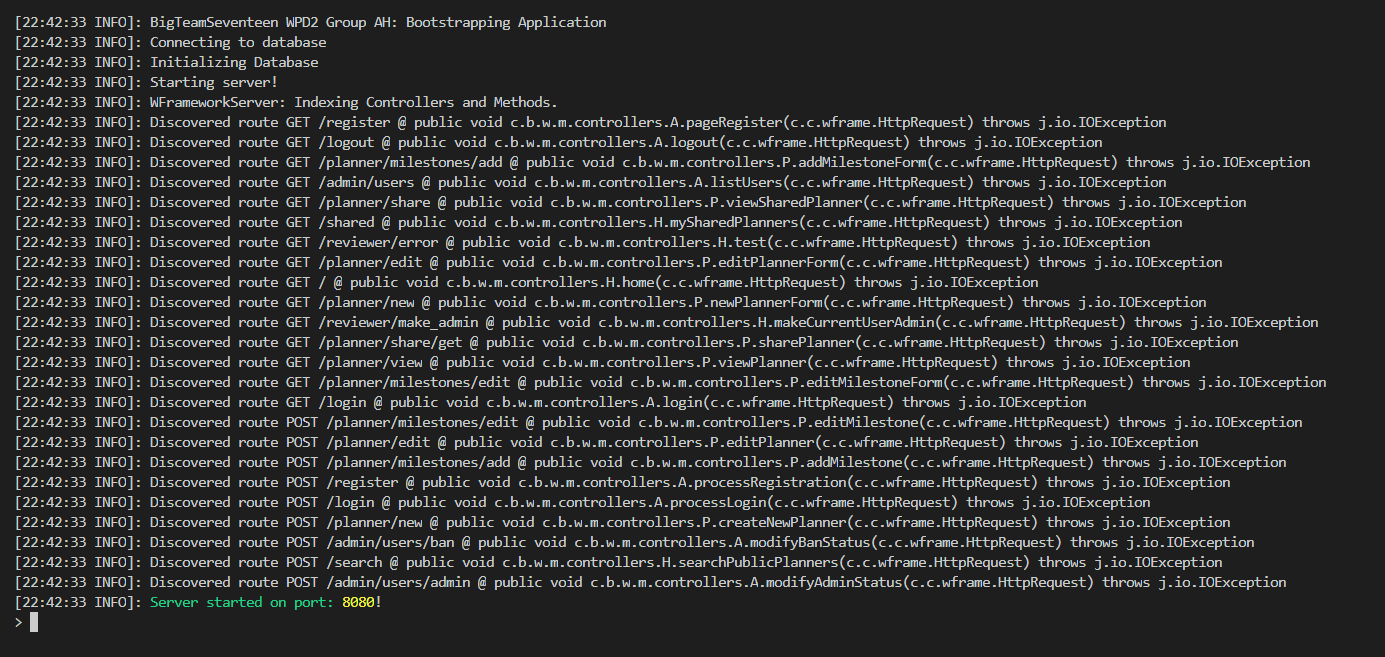 [22:42:33 INFO]: BigTeamSeventeen WPD2 Group AH: Bootstrapping Application
[22:42:33 INFO]: Connecting to database
[22:42:33 INFO]: Initializing Database
[22:42:33 INFO]: Starting server!
[22:42:33 INFO]: WFrameworkServer: Indexing Controllers and Methods.
[22:42:33 INFO]: Discovered route GET /register @ public void c.b.w.m.controllers.A.pageRegister(c.c.wframe.HttpRequest) throws j.io.IOException
[22:42:33 INFO]: Discovered route GET /logout @ public void c.b.w.m.controllers.A.logout(c.c.wframe.HttpRequest) throws j.io.IOException
[22:42:33 INFO]: Discovered route GET /planner/milestones/add @ public void c.b.w.m.controllers.P.addMilestoneForm(c.c.wframe.HttpRequest) throws j.io.IOException
[22:42:33 INFO]: Discovered route GET /admin/users @ public void c.b.w.m.controllers.A.listUsers(c.c.wframe.HttpRequest) throws j.io.IOException
[22:42:33 INFO]: Discovered route GET /planner/share @ public void c.b.w.m.controllers.P.viewSharedPlanner(c.c.wframe.HttpRequest) throws j.io.IOException
[22:42:33 INFO]: Discovered route GET /shared @ public void c.b.w.m.controllers.H.mySharedPlanners(c.c.wframe.HttpRequest) throws j.io.IOException
[22:42:33 INFO]: Discovered route GET /reviewer/error @ public void c.b.w.m.controllers.H.test(c.c.wframe.HttpRequest) throws j.io.IOException
[22:42:33 INFO]: Discovered route GET /planner/edit @ public void c.b.w.m.controllers.P.editPlannerForm(c.c.wframe.HttpRequest) throws j.io.IOException
[22:42:33 INFO]: Discovered route GET / @ public void c.b.w.m.controllers.H.home(c.c.wframe.HttpRequest) throws j.io.IOException
[22:42:33 INFO]: Discovered route GET /planner/new @ public void c.b.w.m.controllers.P.newPlannerForm(c.c.wframe.HttpRequest) throws j.io.IOException
[22:42:33 INFO]: Discovered route GET /reviewer/make_admin @ public void c.b.w.m.controllers.H.makeCurrentUserAdmin(c.c.wframe.HttpRequest) throws j.io.IOException
[22:42:33 INFO]: Discovered route GET /planner/share/get @ public void c.b.w.m.controllers.P.sharePlanner(c.c.wframe.HttpRequest) throws j.io.IOException
[22:42:33 INFO]: Discovered route GET /planner/view @ public void c.b.w.m.controllers.P.viewPlanner(c.c.wframe.HttpRequest) throws j.io.IOException
[22:42:33 INFO]: Discovered route GET /planner/milestones/edit @ public void c.b.w.m.controllers.P.editMilestoneForm(c.c.wframe.HttpRequest) throws j.io.IOException
[22:42:33 INFO]: Discovered route GET /login @ public void c.b.w.m.controllers.A.login(c.c.wframe.HttpRequest) throws j.io.IOException
[22:42:33 INFO]: Discovered route POST /planner/milestones/edit @ public void c.b.w.m.controllers.P.editMilestone(c.c.wframe.HttpRequest) throws j.io.IOException
[22:42:33 INFO]: Discovered route POST /planner/edit @ public void c.b.w.m.controllers.P.editPlanner(c.c.wframe.HttpRequest) throws j.io.IOException
[22:42:33 INFO]: Discovered route POST /planner/milestones/add @ public void c.b.w.m.controllers.P.addMilestone(c.c.wframe.HttpRequest) throws j.io.IOException
[22:42:33 INFO]: Discovered route POST /register @ public void c.b.w.m.controllers.A.processRegistration(c.c.wframe.HttpRequest) throws j.io.IOException
[22:42:33 INFO]: Discovered route POST /login @ public void c.b.w.m.controllers.A.processLogin(c.c.wframe.HttpRequest) throws j.io.IOException
[22:42:33 INFO]: Discovered route POST /planner/new @ public void c.b.w.m.controllers.P.createNewPlanner(c.c.wframe.HttpRequest) throws j.io.IOException
[22:42:33 INFO]: Discovered route POST /admin/users/ban @ public void c.b.w.m.controllers.A.modifyBanStatus(c.c.wframe.HttpRequest) throws j.io.IOException
[22:42:33 INFO]: Discovered route POST /search @ public void c.b.w.m.controllers.H.searchPublicPlanners(c.c.wframe.HttpRequest) throws j.io.IOException
[22:42:33 INFO]: Discovered route POST /admin/users/admin @ public void c.b.w.m.controllers.A.modifyAdminStatus(c.c.wframe.HttpRequest) throws j.io.IOException
[22:42:33 INFO]: Server started on port: 8080!
>